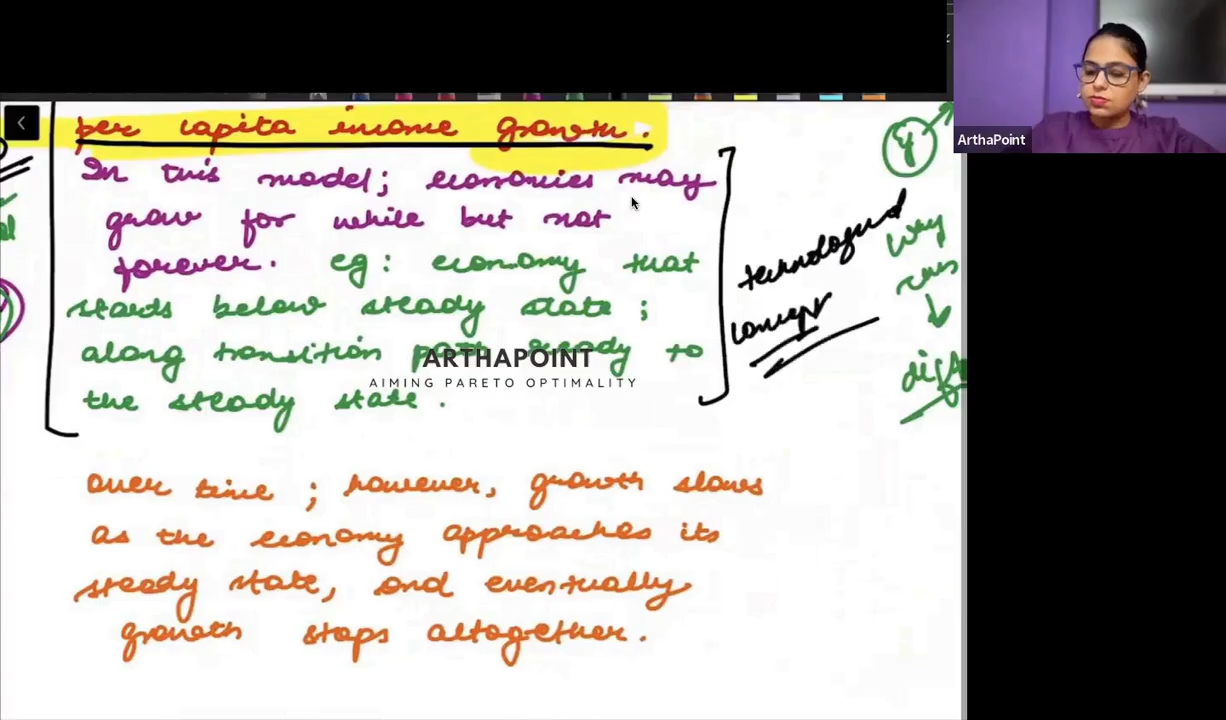 per capita income growth.
In this model; economies may
grow for while but not
forever. eg: economy that
starts below steady state;
along transition path steady to
the steady state.
technological
concept
y
way
ARTHAPOINT
AIMING PARETO OPTIMALITY
over time; however, growth slows
as the economy approaches its
steady state, and eventually
growth stops altogether.
ArthaPoint